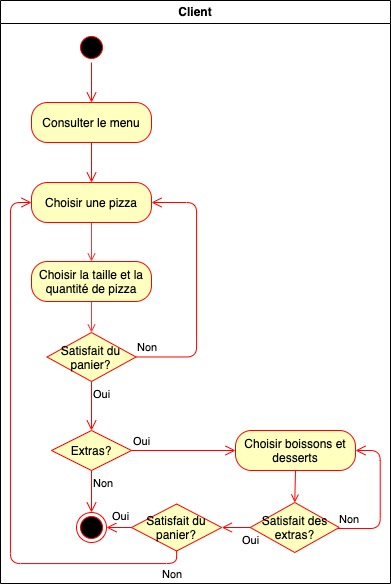 Client
Consulter le menu
Choisir une pizza
Choisir la taille et la
quantité de pizza
Satisfait du
panier?
Non
Oui
Extras?
Oui
Non
Choisir boissons et
desserts
Satisfait des
extras?
Non
Oui
Satisfait du
panier?
Oui
Non